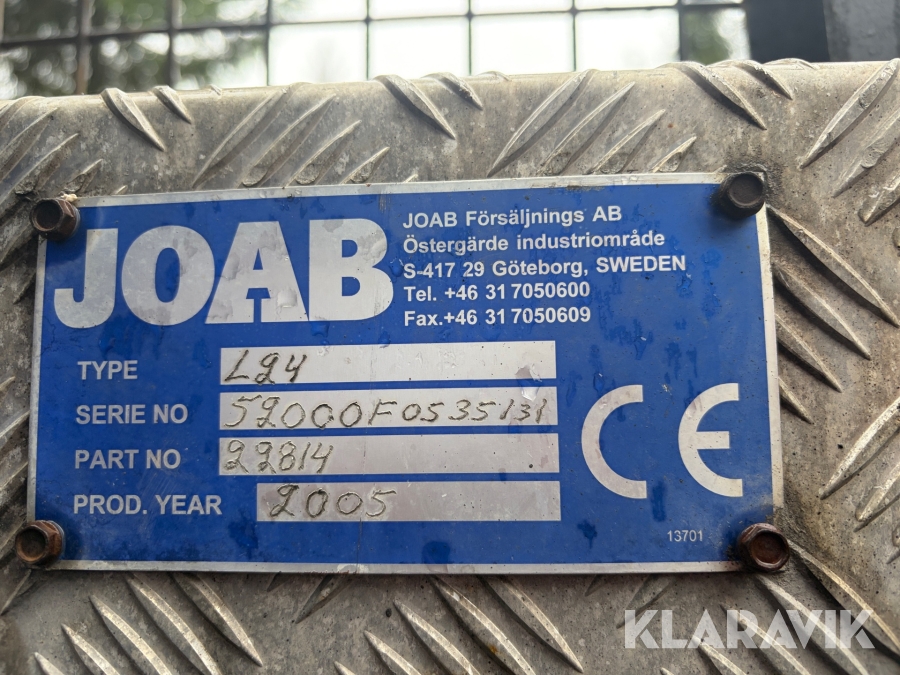 JOAB
JOAB Försäljnings AB
Östergärde industriområde
S-417 29 Göteborg, SWEDEN
Tel. +46 31 7050600
Fax.+46 31 7050609
TYPE L24
SERIE NO 52000F0535131
PART NO 22814
PROD. YEAR 2005
CE
13701
KLARAVIK